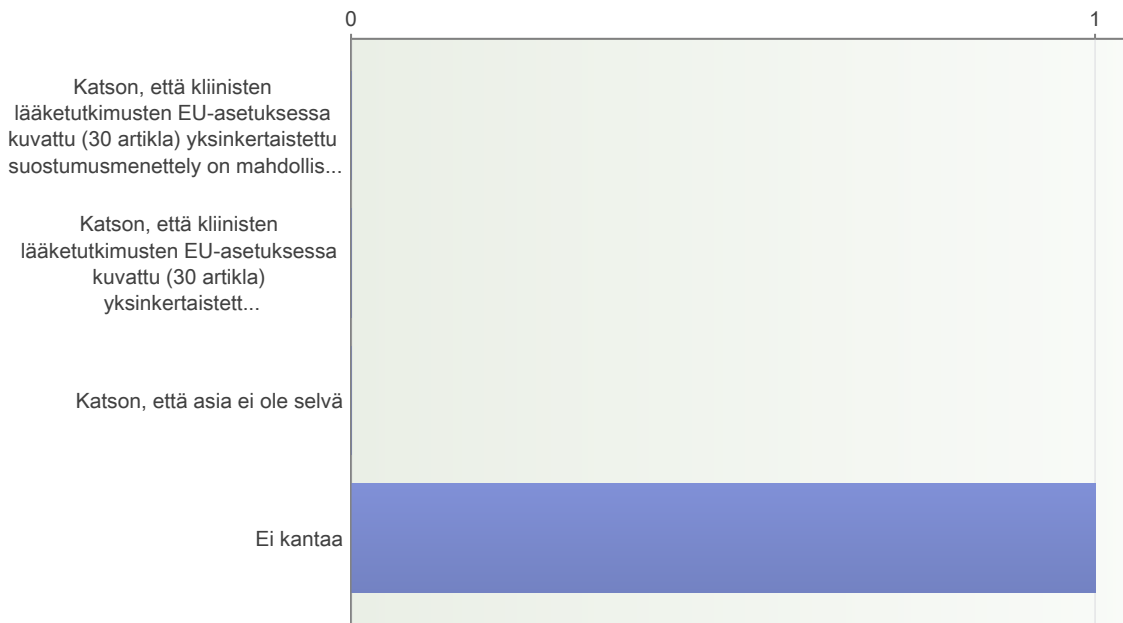 0 1
Katson, että kliinisten
lääketutkimusten EU-asetuksessa
kuvattu (30 artikla) yksinkertaistettu
suostumusmenettely on mahdollis...
Katson, että kliinisten
lääketutkimusten EU-asetuksessa
kuvattu (30 artikla)
yksinkertaistett...
Katson, että asia ei ole selvä
Ei kantaa